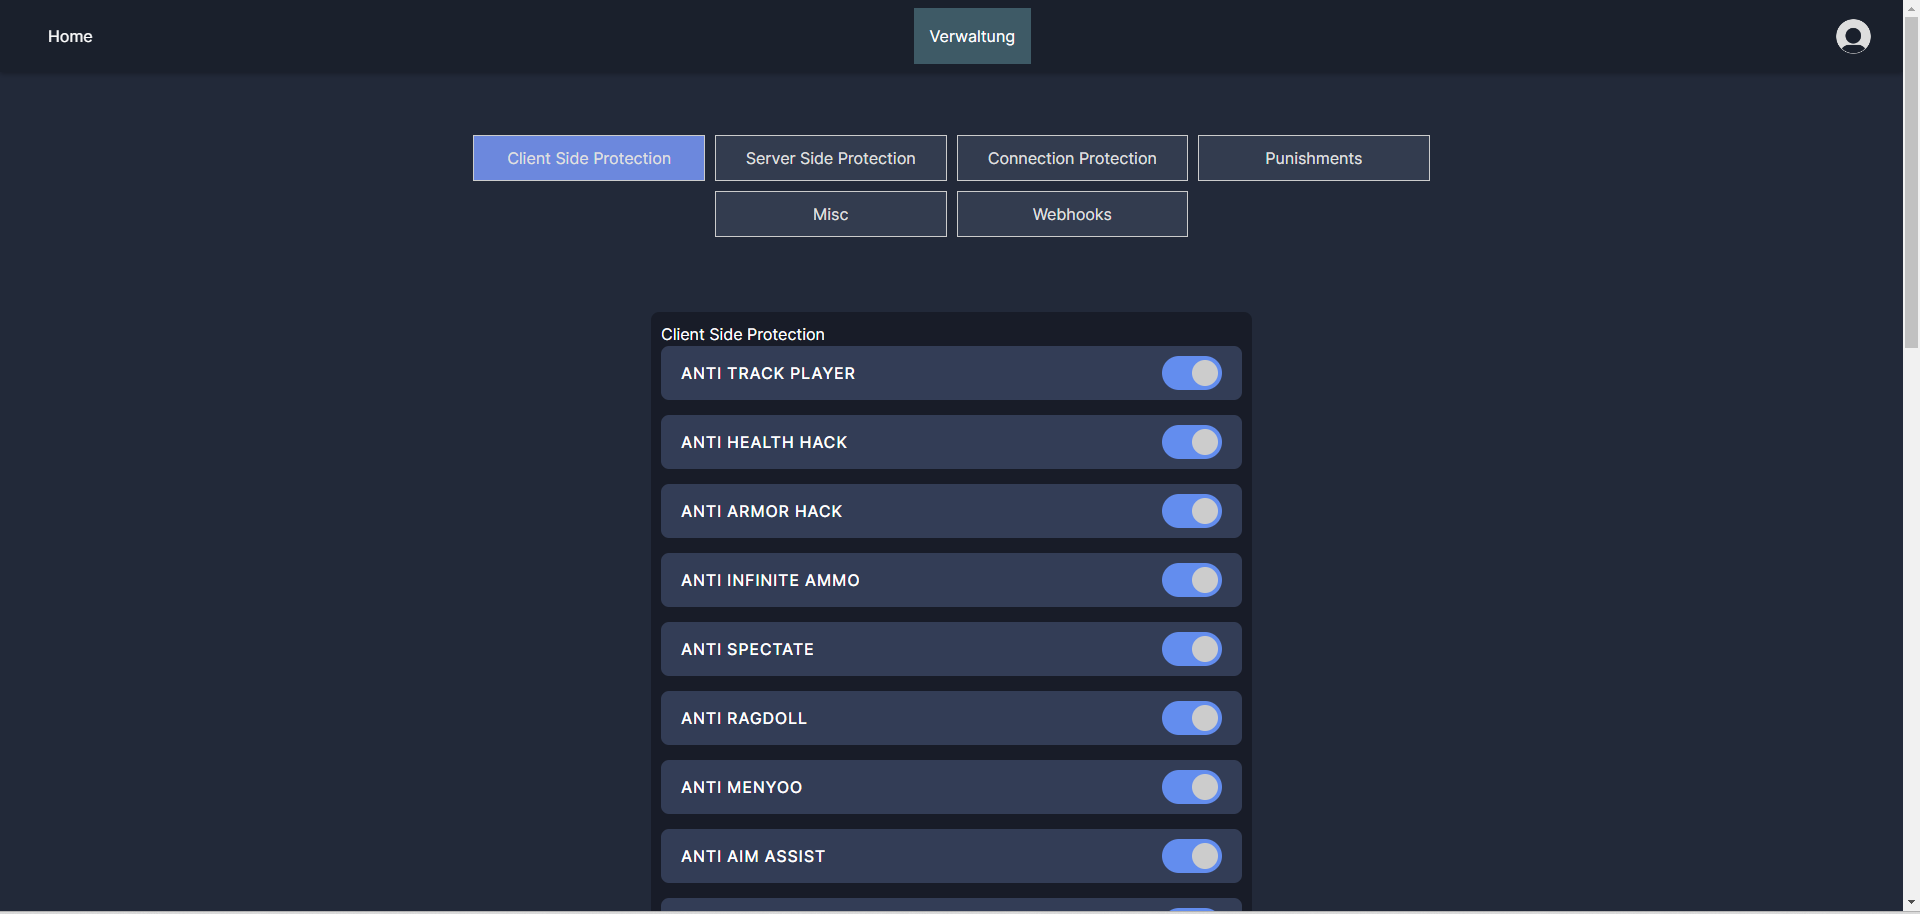 Home
Verwaltung
Client Side Protection
Server Side Protection
Connection Protection
Punishments
Misc
Webhooks
Client Side Protection
ANTI TRACK PLAYER
ANTI HEALTH HACK
ANTI ARMOR HACK
ANTI INFINITE AMMO
ANTI SPECTATE
ANTI RAGDOLL
ANTI MENYOO
ANTI AIM ASSIST